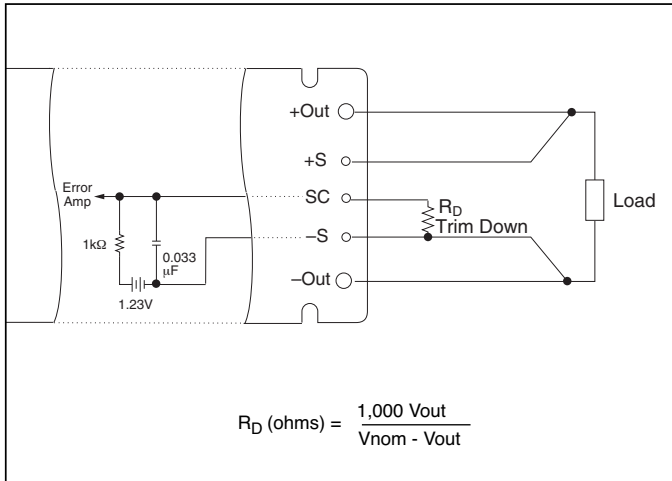 +Out
+S
Error
Amp
SC
R_D
Trim Down
Load
1kΩ
0.033
μF
–S
1.23V
–Out
R_D (ohms) = 1,000 Vout
Vnom - Vout